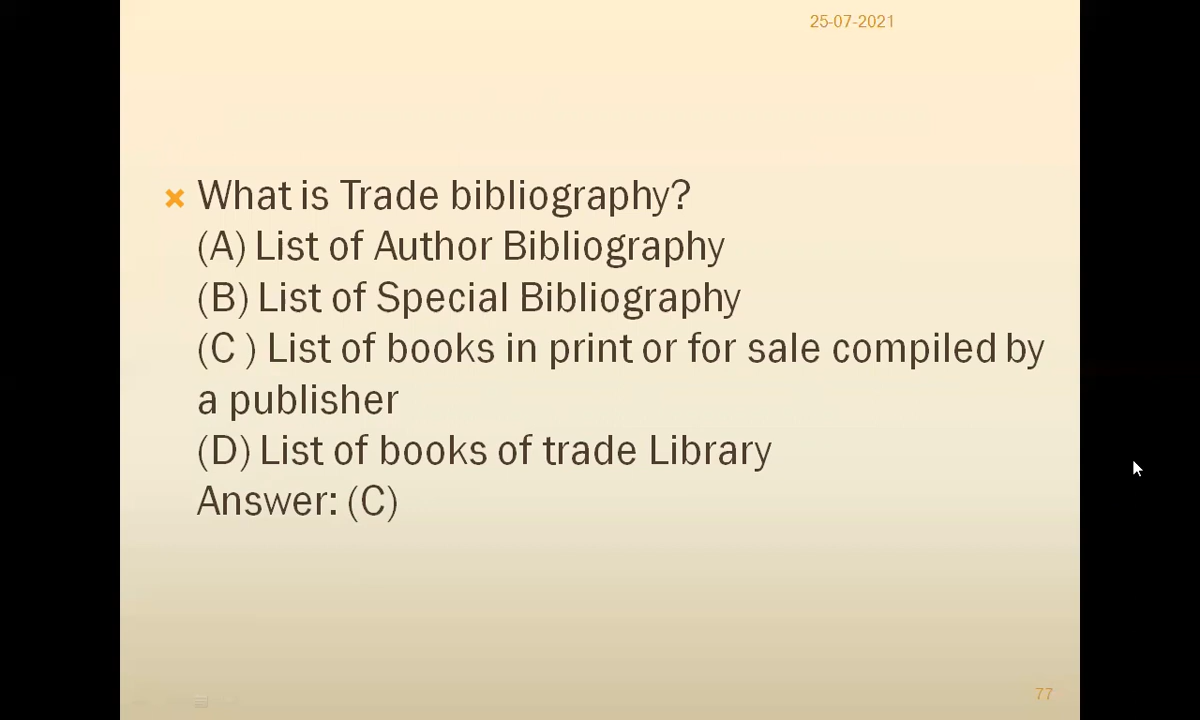 25-07-2021
What is Trade bibliography?
(A) List of Author Bibliography
(B) List of Special Bibliography
(C ) List of books in print or for sale compiled by
a publisher
(D) List of books of trade Library
Answer: (C)
77